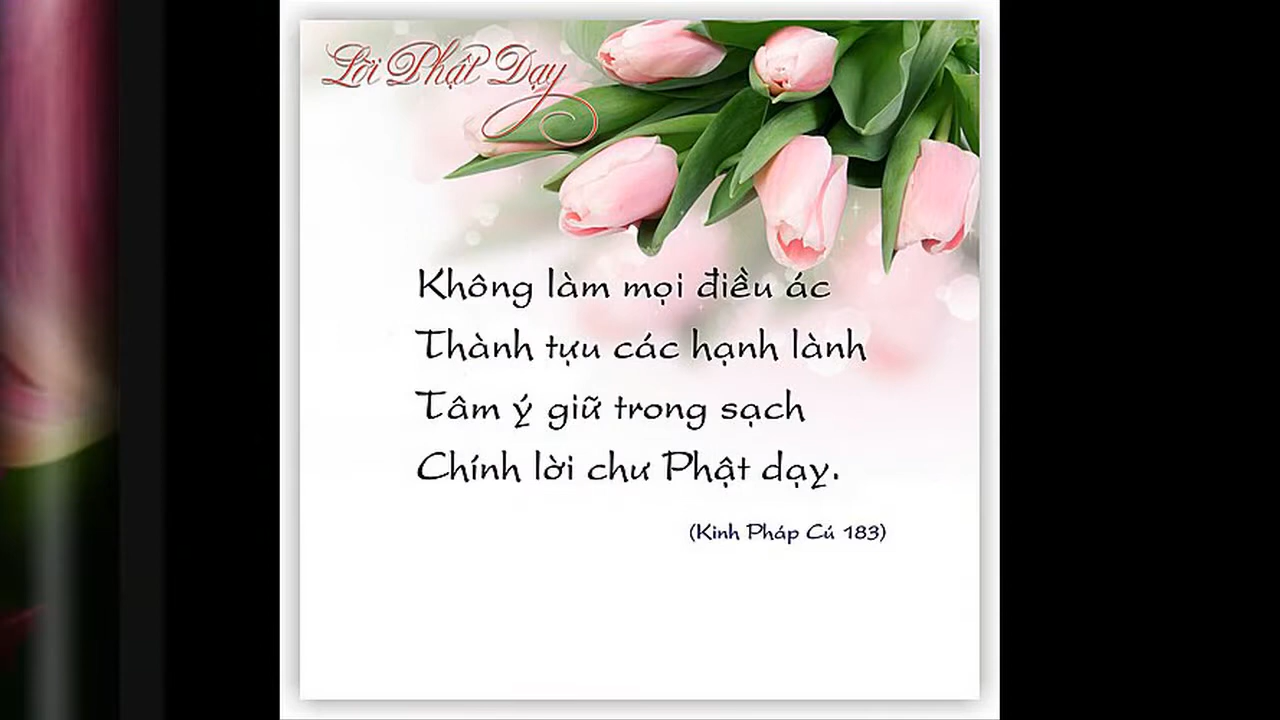 Lời Phật Dạy
Không làm mọi điều ác
Thành tựu các hạnh lành
Tâm ý giữ trong sạch
Chính lời chư Phật dạy.
(Kinh Pháp Cú 183)